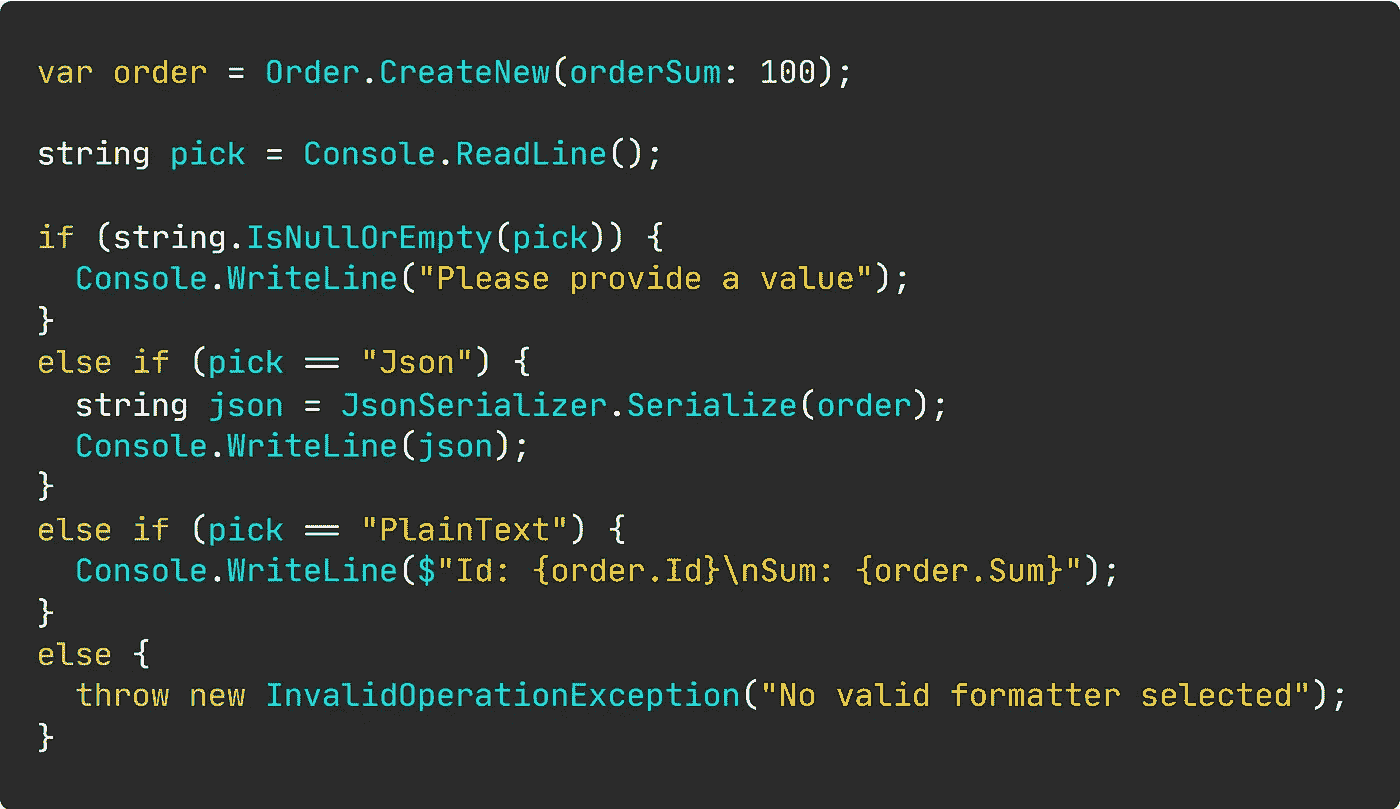 var order = Order.CreateNew(orderSum: 100);
string pick = Console.ReadLine();
if (string.IsNullOrEmpty(pick)) {
Console.WriteLine("Please provide a value");
}
else if (pick == "Json") {
string json = JsonSerializer.Serialize(order);
Console.WriteLine(json);
}
else if (pick == "PlainText") {
Console.WriteLine($"Id: {order.Id}\nSum: {order.Sum}");
}
else {
throw new InvalidOperationException("No valid formatter selected");
}